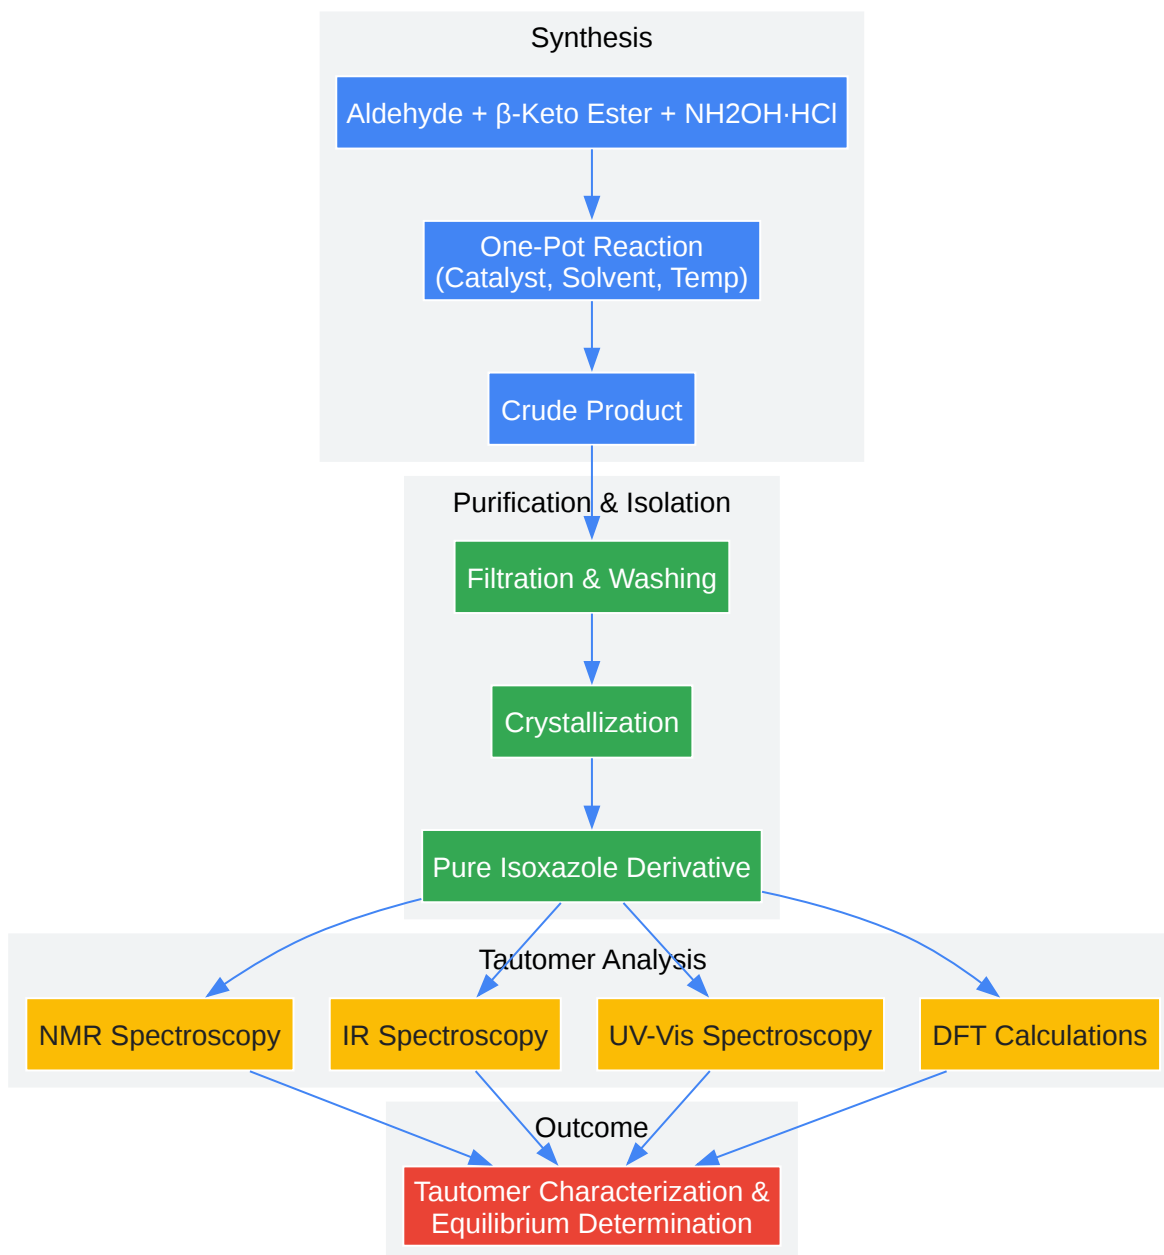 Synthesis
Aldehyde + β-Keto Ester + NH2OH·HCl
One-Pot Reaction
(Catalyst, Solvent, Temp)
Crude Product
Purification & Isolation
Filtration & Washing
Crystallization
Pure Isoxazole Derivative
Tautomer Analysis
NMR Spectroscopy
IR Spectroscopy
UV-Vis Spectroscopy
DFT Calculations
Outcome
Tautomer Characterization &
Equilibrium Determination